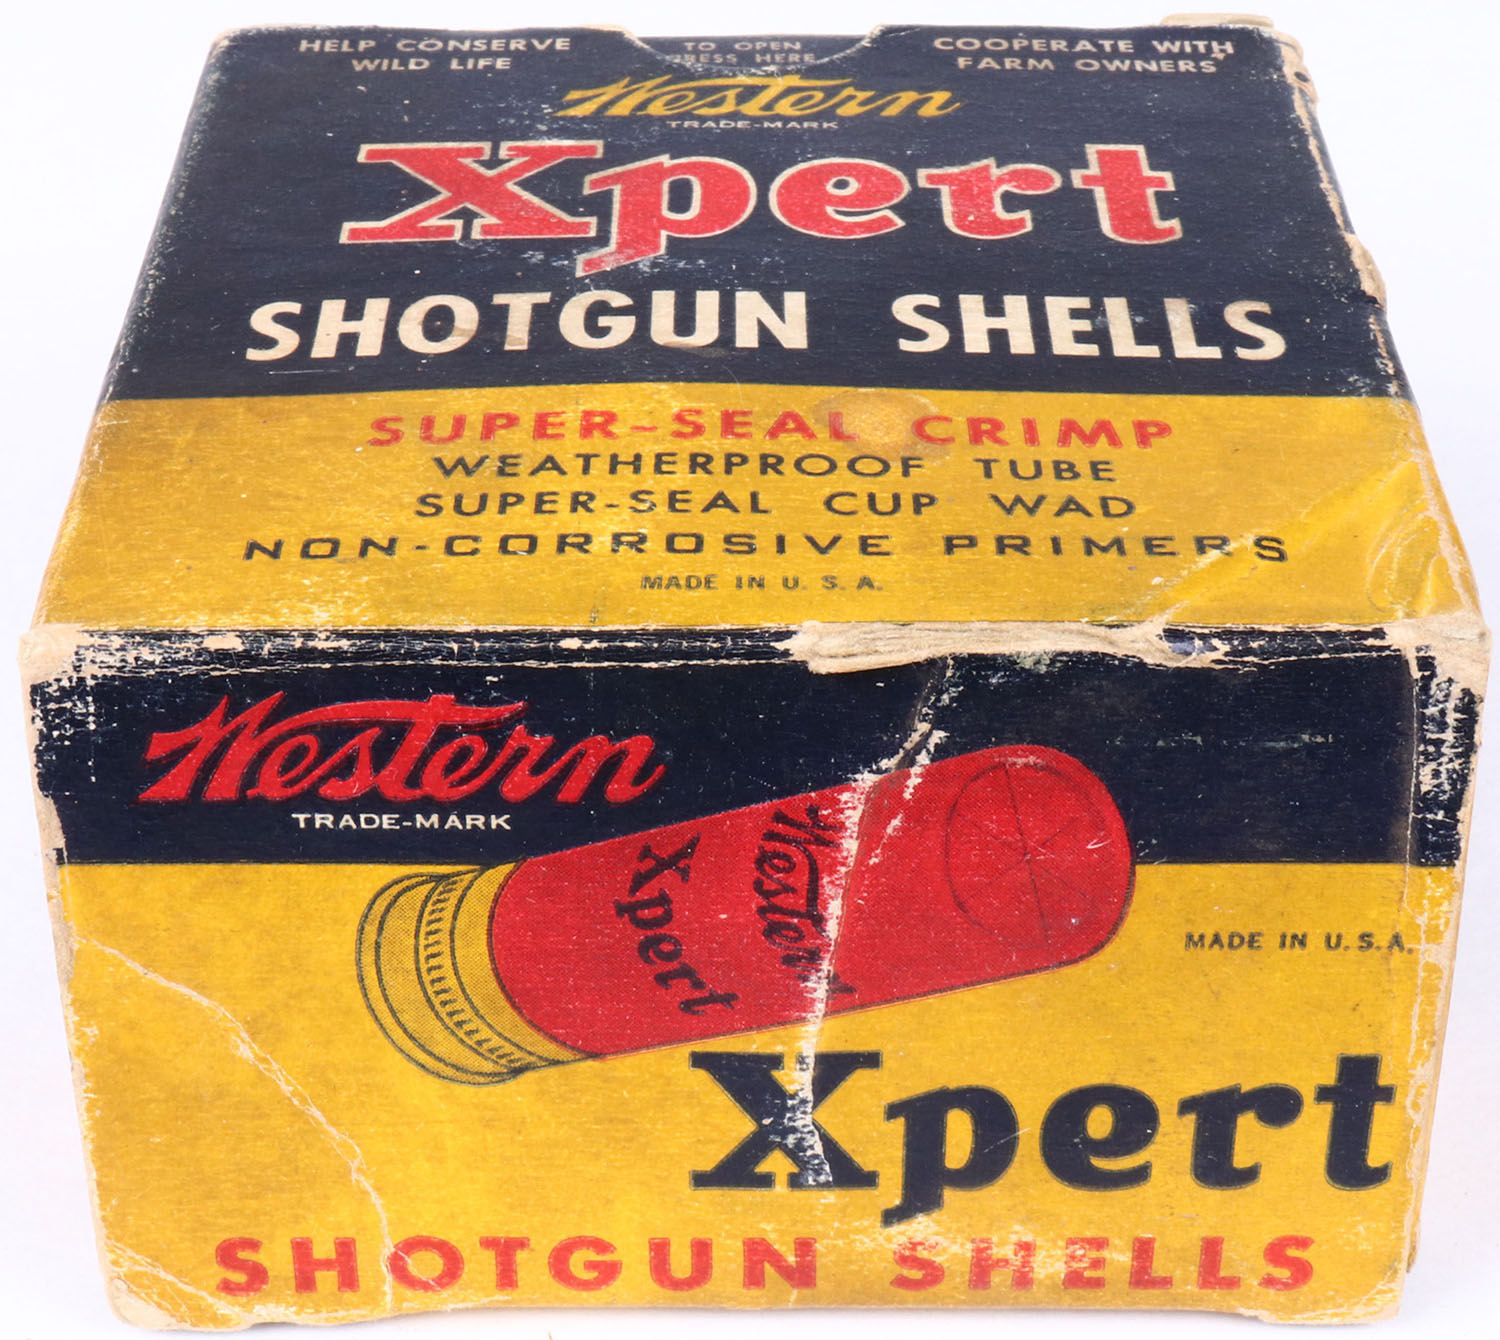 HELP CONSERVE
WILD LIFE
TO OPEN
PRESS HERE
COOPERATE WITH
FARM OWNERS
Western
TRADE-MARK
Xpert
SHOTGUN SHELLS
SUPER-SEAL CRIMP
WEATHERPROOF TUBE
SUPER-SEAL CUP WAD
NON-CORROSIVE PRIMERS
MADE IN U. S. A.
Western
TRADE-MARK
Western
Xpert
MADE IN U. S. A.
Xpert
SHOTGUN SHELLS